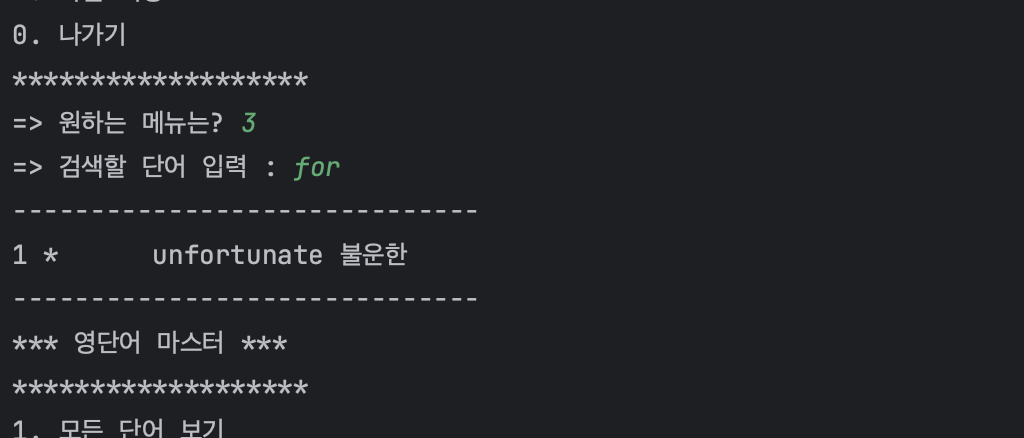 0. 나가기
*******************
=> 원하는 메뉴는? 3
=> 검색할 단어 입력 : for
------------------------------
1 *      unfortunate 불운한
------------------------------
*** 영단어 마스터 ***
*******************
1. 모든 단어 보기